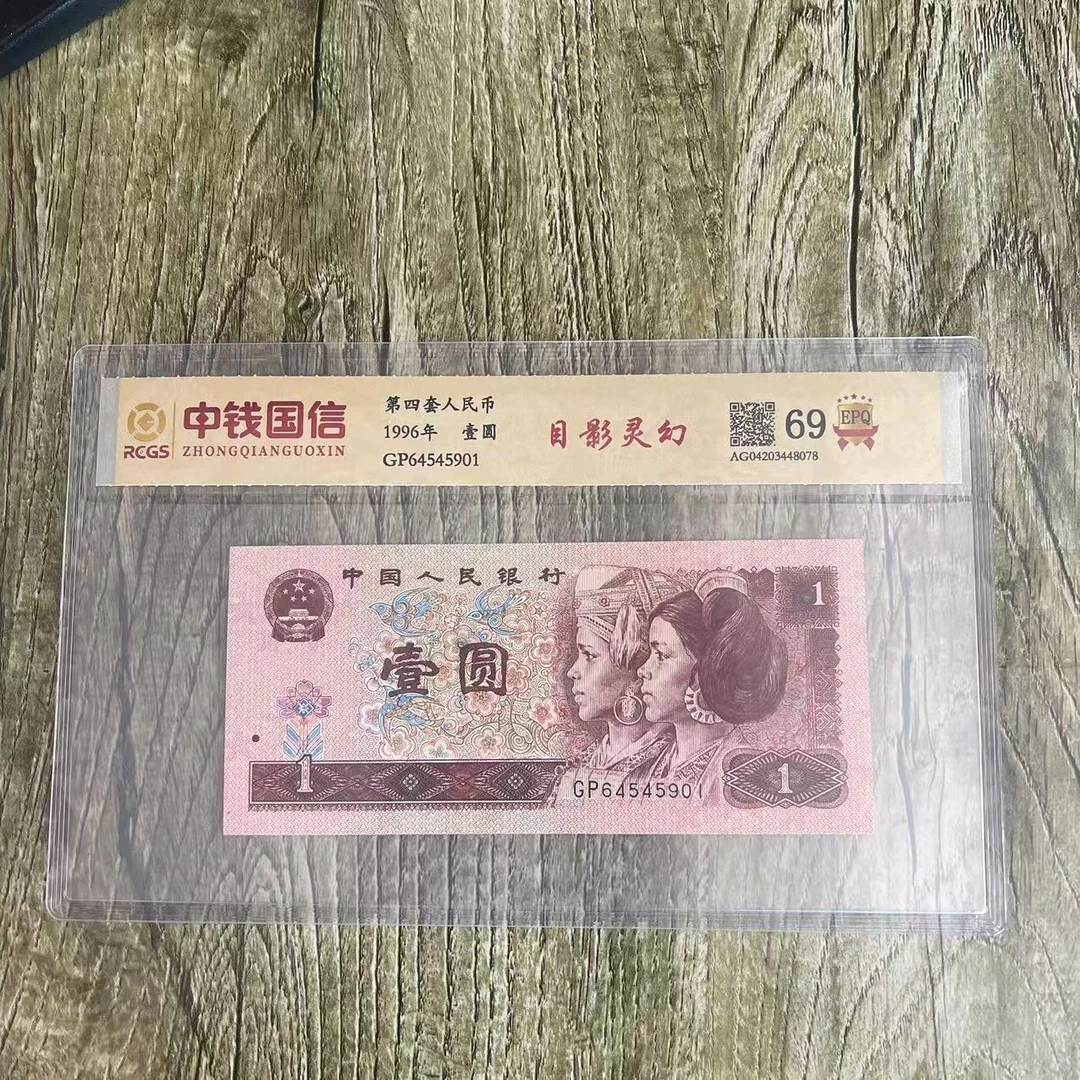 RCGS
中钱国信
ZHONGQIANGUOXIN
第四套人民币
1996年 壹圆
GP64545901
目影灵幻
AG04203448078
69
EPQ
中国人民银行
1
壹圆
1
GP64545901
1